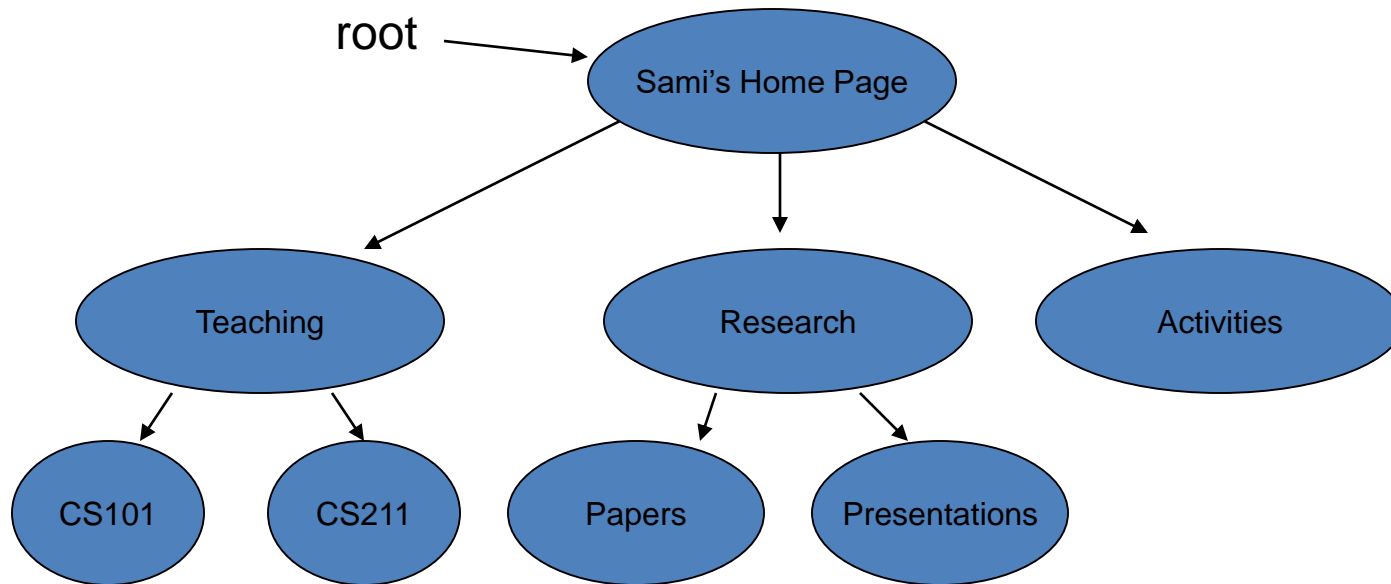 root
Sami’s Home Page
Teaching
Research
Activities
CS101
CS211
Papers
Presentations